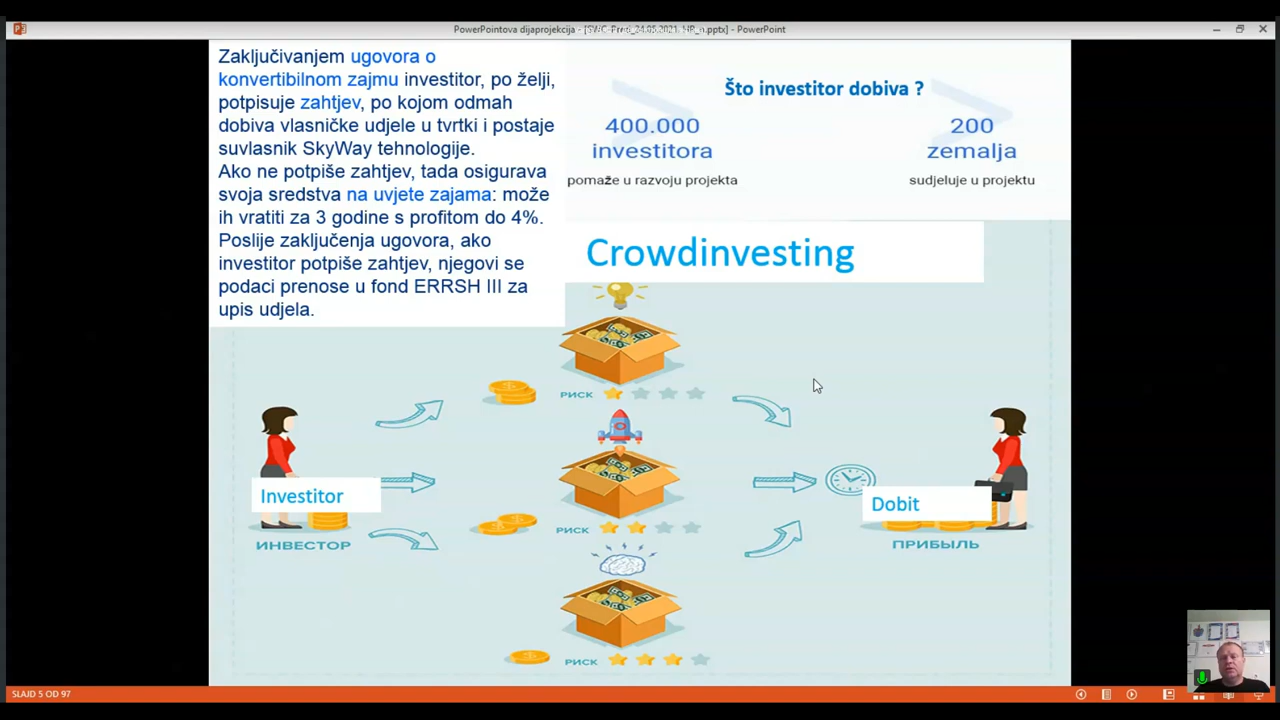 PowerPointova dijaprojekcija - [SWC_Prez_24.05.2021_HR_n.pptx] - PowerPoint
Zaključivanjem ugovora o
konvertibilnom zajmu investitor, po želji,
potpisuje zahtjev, po kojom odmah
dobiva vlasničke udjele u tvrtki i postaje
suvlasnik SkyWay tehnologije.
Ako ne potpiše zahtjev, tada osigurava
svoja sredstva na uvjete zajama: može
ih vratiti za 3 godine s profitom do 4%.
Poslije zaključenja ugovora, ako
investitor potpiše zahtjev, njegovi se
podaci prenose u fond ERRSH III za
upis udjela.
Što investitor dobiva ?
400.000
investitora
pomaže u razvoju projekta
200
zemalja
sudjeluje u projektu
Crowdinvesting
РИСК
Investitor
ИНВЕСТОР
РИСК
Dobit
ПРИБЫЛЬ
РИСК
SLAJD 5 OD 97